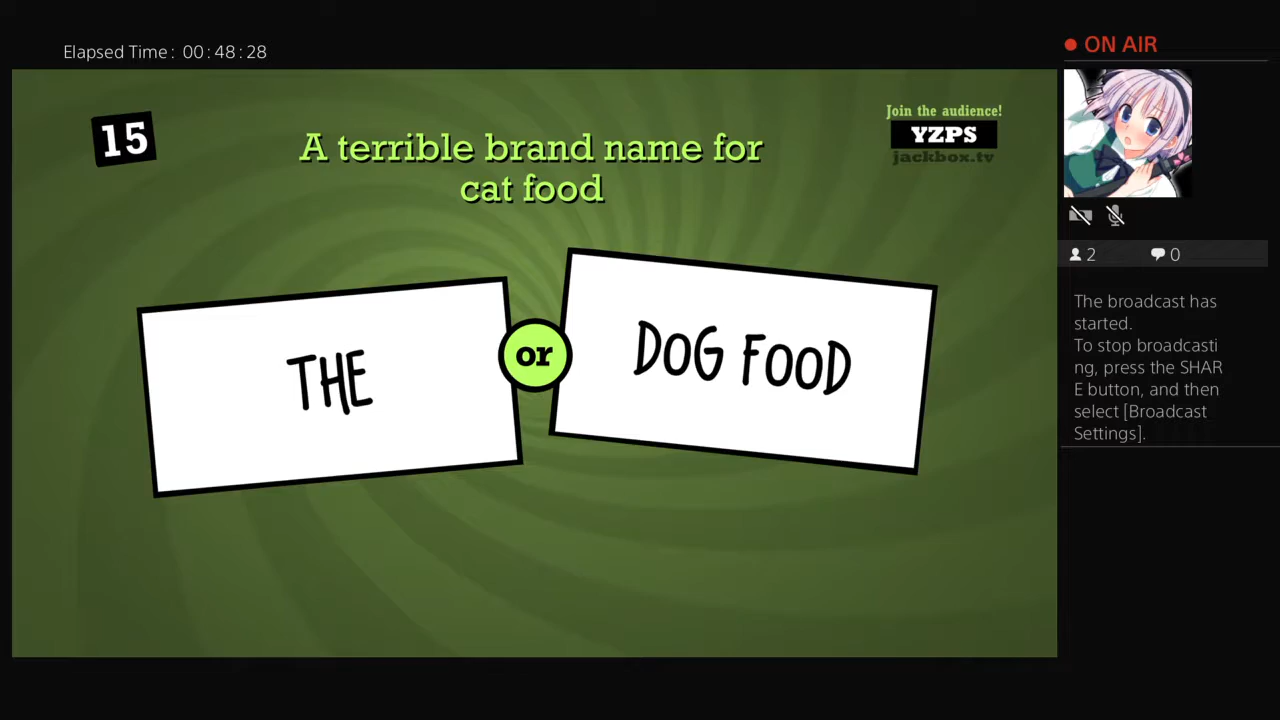 Elapsed Time: 00:48:28
ON AIR
15
A terrible brand name for
cat food
Join the audience!
YZPS
jackbox.tv
THE
or
DOG FOOD
2
0
The broadcast has
started.
To stop broadcasti
ng, press the SHAR
E button, and then
select [Broadcast
Settings].